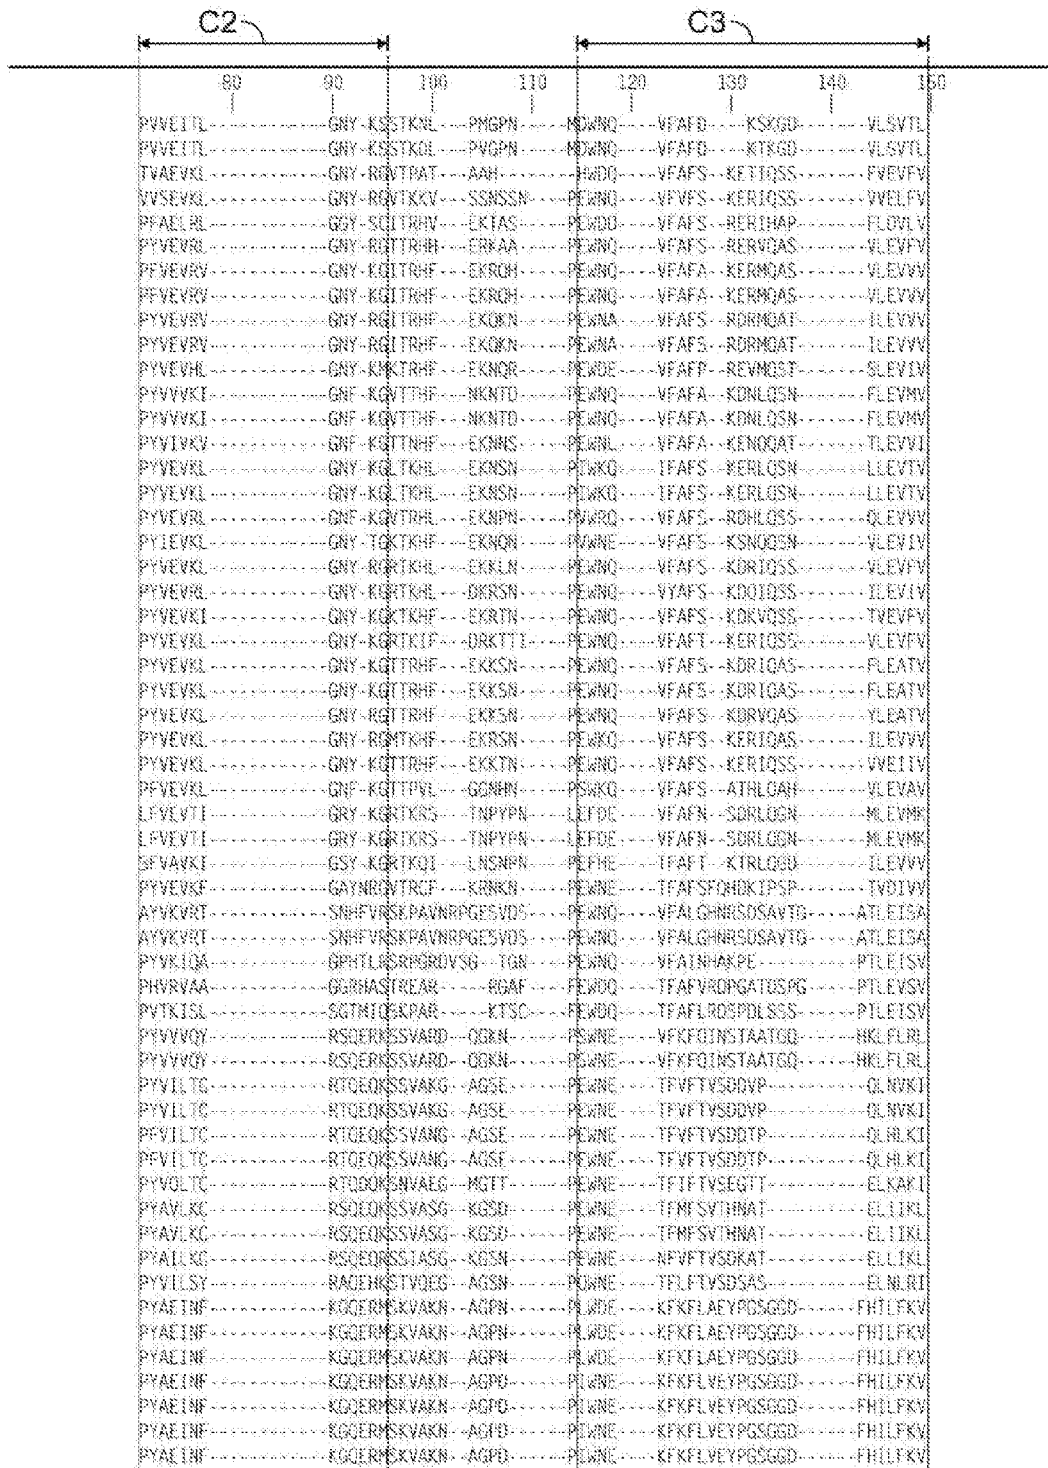 C2 C3
80 90 100 110 120 130 140 150
PVVEITL------------GNY-KSSTKNL---PMGPN-----MDWNQ----VFAFD----KSKGD-------VLSVTL
PVVEITL------------GNY-KSSTKDL---PVGPN-----MDWNQ----VFAFD----KTKGD-------VLSVTL
TVAEVKL------------GNY-RGVTPAT---AAH--------HWDQ----VFAFS--KETIQSS-------FVEVFV
VVSEVKL------------GNY-RGVTKKV---SSNSSN----PEWNQ----VFVFS--KERIQSS-------VVELFV
PFAELRL------------GGY-SCITRHV---EKTAS-----PEWDD----VFAFS--RERIHAP-------FLDVLV
PYVEVRL------------GNY-RGTTRHH---ERKAA-----PEWNQ----VFAFS--RERVQAS-------VLEVFV
PFVEVRV------------GNY-KGITRHF---EKRQH-----PEWNQ----VFAFA--KERMQAS-------VLEVVV
PFVEVRV------------GNY-KGITRHF---EKRQH-----PEWNQ----VFAFA--KERMQAS-------VLEVVV
PYVEVRV------------GNY-RGITRHF---EKQKN-----PEWNA----VFAFS--RDRMQAT-------ILEVVV
PYVEVRV------------GNY-RGITRHF---EKQKN-----PEWNA----VFAFS--RDRMQAT-------ILEVVV
PYVEVHL------------GNY-KMKTRHF---EKNQR-----PEWDE----VFAFP--REVMQST-------SLEVIV
PYVVVKI------------GNF-KGVTTHF---NKNTD-----PEWNQ----VFAFA--KDNLQSN-------FLEVMV
PYVVVKI------------GNF-KGVTTHF---NKNTD-----PEWNQ----VFAFA--KDNLQSN-------FLEVMV
PYVIVKV------------GNF-KGTTNHF---EKNNS-----PEWNL----VFAFA--KENQQAT-------TLEVVI
PYVEVKL------------GNY-KGLTKHL---EKNSN-----PIWKQ----IFAFS--KERLQSN-------LLEVTV
PYVEVKL------------GNY-KGLTKHL---EKNSN-----PIWKQ----IFAFS--KERLQSN-------LLEVTV
PYVEVRL------------GNF-KGVTRHL---EKNPN-----PVWRQ----VFAFS--RDHLQSS-------QLEVVV
PYIEVKL------------GNY-TGKTKHF---EKNQN-----PVWNE----VFAFS--KSNQQSN-------VLEVIV
PYVEVKL------------GNY-RGRTKHL---EKKLN-----PEWNQ----VFAFS--KDRIQSS-------VLEVFV
PYVEVRL------------GNY-KGRTKHL---DKRSN-----PEWNQ----VYAFS--KDQIQSS-------ILEVIV
PYVEVKI------------GNY-KGKTKHF---EKRTN-----PEWNQ----VFAFS--KDKVQSS-------TVEVFV
PYVEVKL------------GNY-KGRTKIF---DRKTTI----PEWNQ----VFAFT--KERIQSS-------VLEVFV
PYVEVKL------------GNY-KGTTRHF---EKKSN-----PEWNQ----VFAFS--KDRIQAS-------FLEATV
PYVEVKL------------GNY-KGTTRHF---EKKSN-----PEWNQ----VFAFS--KDRIQAS-------FLEATV
PYVEVKL------------GNY-RGTTRHF---EKKSN-----PEWNQ----VFAFS--KDRVQAS-------YLEATV
PYVEVKL------------GNY-RGMTKHF---EKRSN-----PEWKQ----VFAFS--KERIQAS-------ILEVVV
PYVEVKL------------GNY-KGTTRHF---EKKTN-----PEWNQ----VFAFS--KERIQSS-------VVEIIV
PFVEVKL------------GNF-KGTTPVL---GGNHN-----PSWKQ----VFAFS--ATHLQAH-------VLEVAV
LFVEVTI------------GRY-KGRTKRS---TNPYPN----LEFDE----VFAFN--SDRLQGN-------MLEVMK
LFVEVTI------------GRY-KGRTKRS---TNPYPN----LEFDE----VFAFN--SDRLQGN-------MLEVMK
SFVAVKI------------GSY-KGRTKQI---LNSNPN----PEFHE----TFAFT--KTRLQGD-------ILEVVV
PYVEVKF------------GAYNRGVTRCF---KRNKN-----PEWNE----TFAFSFQHDKIPSP-------TVDIVV
AYVKVRT------------SNHFVRSKPAVNRPGESVDS----PEWNQ----VFALGHNRSDSAVTG-----ATLEISA
AYVKVRT------------SNHFVRSKPAVNRPGESVDS----PEWNQ----VFALGHNRSDSAVTG-----ATLEISA
PYVKIQA------------GPHTLRSRPGRDVSG--TGN----PEWNQ----VFAINHAKPE----------PTLEISV
PHVRVAA------------GGRHASTREAR-----RGAF----FEWDQ----TFAFVRDPGATDSPG------PTLEVSV
PVTKISL------------SGTMIQSKPAR-----KTSC----FEWDQ----TFAFLRDSPDLSSS-------PILEISV
PYVVVQY------------RSQERKSSVARD--QGKN------PSWNE----VFKFQINSTAATGQ-----HKLFLRL
PYVVVQY------------RSQERKSSVARD--QGKN------PSWNE----VFKFQINSTAATGQ-----HKLFLRL
PYVILTC------------RTQEQKSSVAKG--AGSE------PEWNE----TFVFTVSDDVP----------QLNVKI
PYVILTC------------RTQEQKSSVAKG--AGSE------PEWNE----TFVFTVSDDVP----------QLNVKI
PFVILTC------------RTQEQKSSVANG--AGSE------PEWNE----TFVFTVSDDTP----------QLHLKI
PFVILTC------------RTQEQKSSVANG--AGSE------PEWNE----TFVFTVSDDTP----------QLHLKI
PYVOLTC------------RTQDQKSNVAEG--MGTT------PEWNE----TFIFTVSEGTT----------ELKAKI
PYAVLKC------------RSQEQKSSVASG--KGSD------PEWNE----TFMFSVTHNAT----------ELIIKL
PYAVLKC------------RSQEQKSSVASG--KGSD------PEWNE----TFMFSVTHNAT----------ELIIKL
PYAILKC------------RSQEQRSSIASG--KGSN------PEWNE----NFVFTVSDKAT----------ELLIKL
PYVILSY------------RAQEHKSTVQEG--AGSN------PQWNE----TFLFTVSDSAS----------ELNLRI
PYAEINF------------KGQERMSKVAKN--AGPN------PLWDE----KFKFLAEYPGSGGD-----FHILFKV
PYAEINF------------KGQERMSKVAKN--AGPN------PLWDE----KFKFLAEYPGSGGD-----FHILFKV
PYAEINF------------KGQERMSKVAKN--AGPN------PLWDE----KFKFLAEYPGSGGD-----FHILFKV
PYAEINF------------KGQERMSKVAKN--AGPD------PIWNE----KFKFLVEYPGSGGD-----FHILFKV
PYAEINF------------KGQERMSKVAKN--AGPD------PIWNE----KFKFLVEYPGSGGD-----FHILFKV
PYAEINF------------KGQERMSKVAKN--AGPD------PIWNE----KFKFLVEYPGSGGD-----FHILFKV
PYAEINF------------KGQERMSKVAKN--AGPD------PIWNE----KFKFLVEYPGSGGD-----FHILFKV